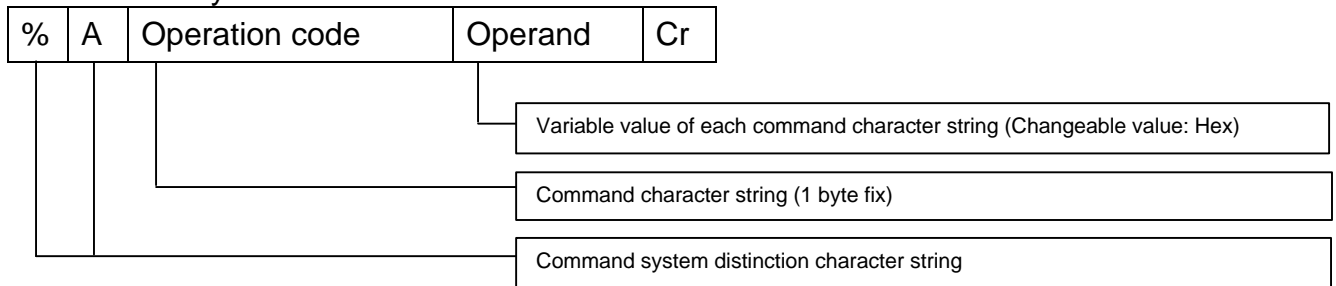 % A Operation code Operand Cr
Variable value of each command character string (Changeable value: Hex)
Command character string (1 byte fix)
Command system distinction character string